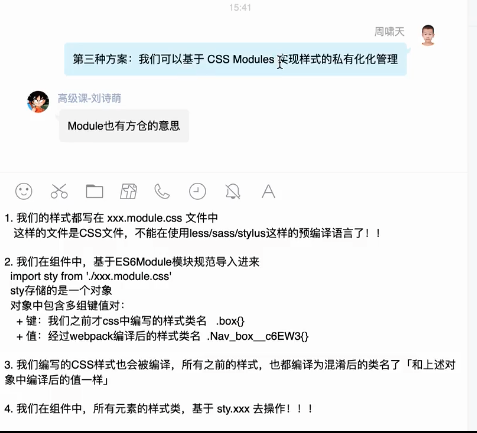 15:41
周啸天
第三种方案：我们可以基于 CSS Modules 实现样式的私有化化管理
高级课-刘诗萌
Module也有方仓的意思
1. 我们的样式都写在 xxx.module.css 文件中
这样的文件是CSS文件，不能在使用less/sass/stylus这样的预编译语言了！！
2. 我们在组件中，基于ES6Module模块规范导入进来
import sty from './xxx.module.css'
sty存储的是一个对象
对象中包含多组键值对：
+ 键：我们之前才css中编写的样式类名 .box{}
+ 值：经过webpack编译后的样式类名 .Nav_box__c6EW3{}
3. 我们编写的CSS样式也会被编译，所有之前的样式，也都编译为混淆后的类名了「和上述对
象中编译后的值一样」
4. 我们在组件中，所有元素的样式类，基于 sty.xxx 去操作！！！